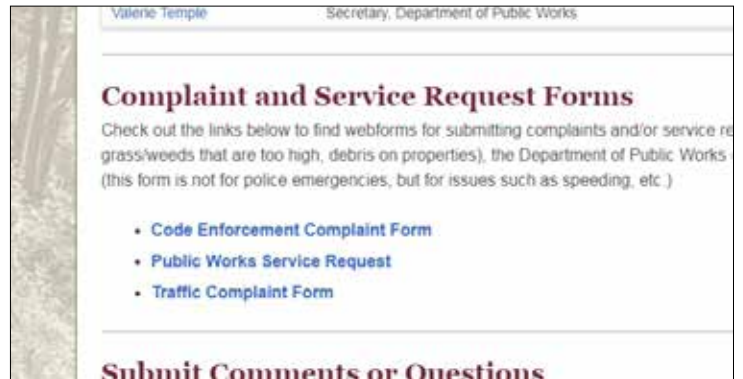 Valerie Temple Secretary, Department of Public Works
Complaint and Service Request Forms
Check out the links below to find webforms for submitting complaints and/or service re
grass/weeds that are too high, debris on properties), the Department of Public Works
(this form is not for police emergencies, but for issues such as speeding, etc.)
• Code Enforcement Complaint Form
• Public Works Service Request
• Traffic Complaint Form
Submit Comments or Questions